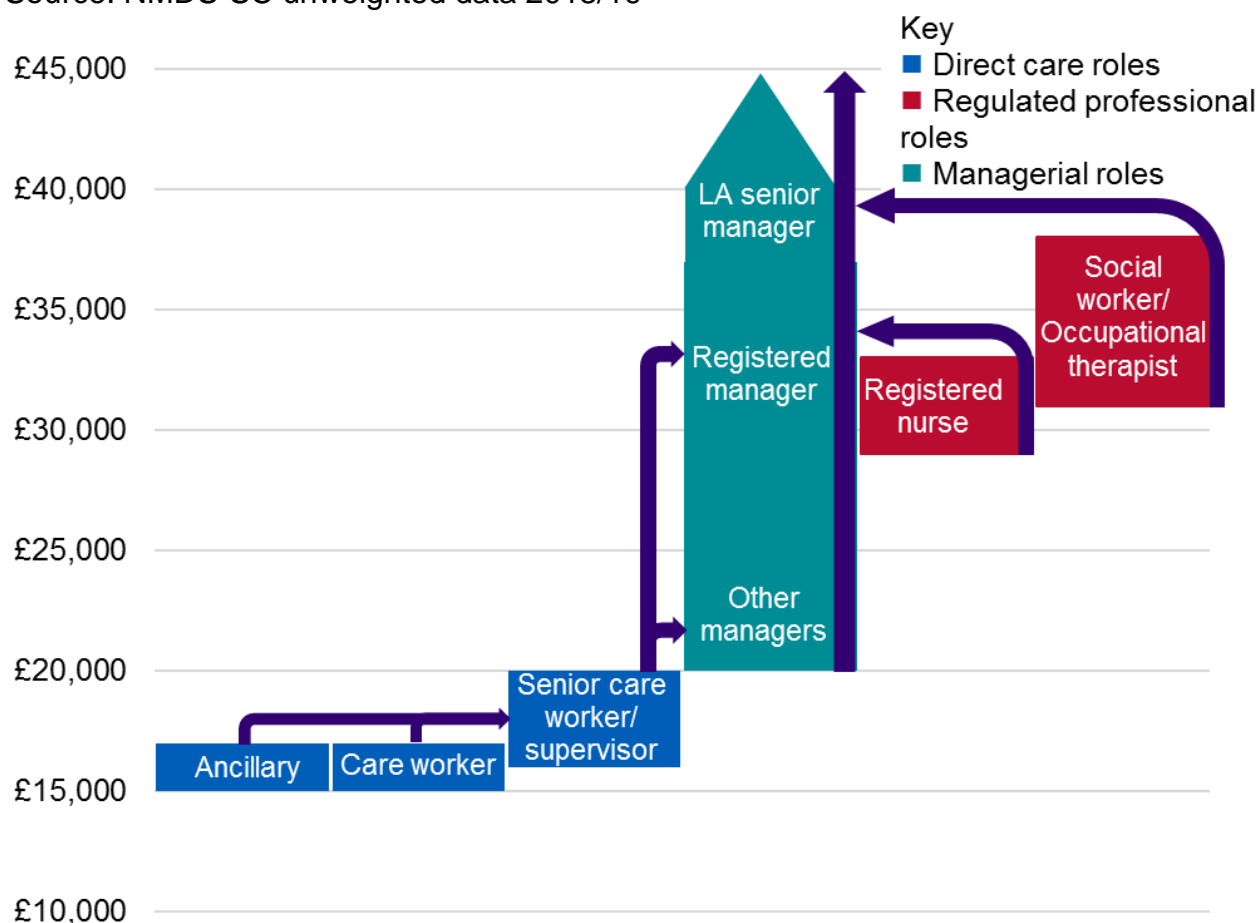 Key
£45,000
Direct care roles
Regulated professional
roles
Managerial roles
£40,000
LA senior
manager
Social
worker/
Occupational
therapist
£35,000
Registered
manager
Registered
nurse
£30,000
£25,000
Other
managers
£20,000
Senior care
worker/
supervisor
Ancillary
Care worker
£15,000
£10,000